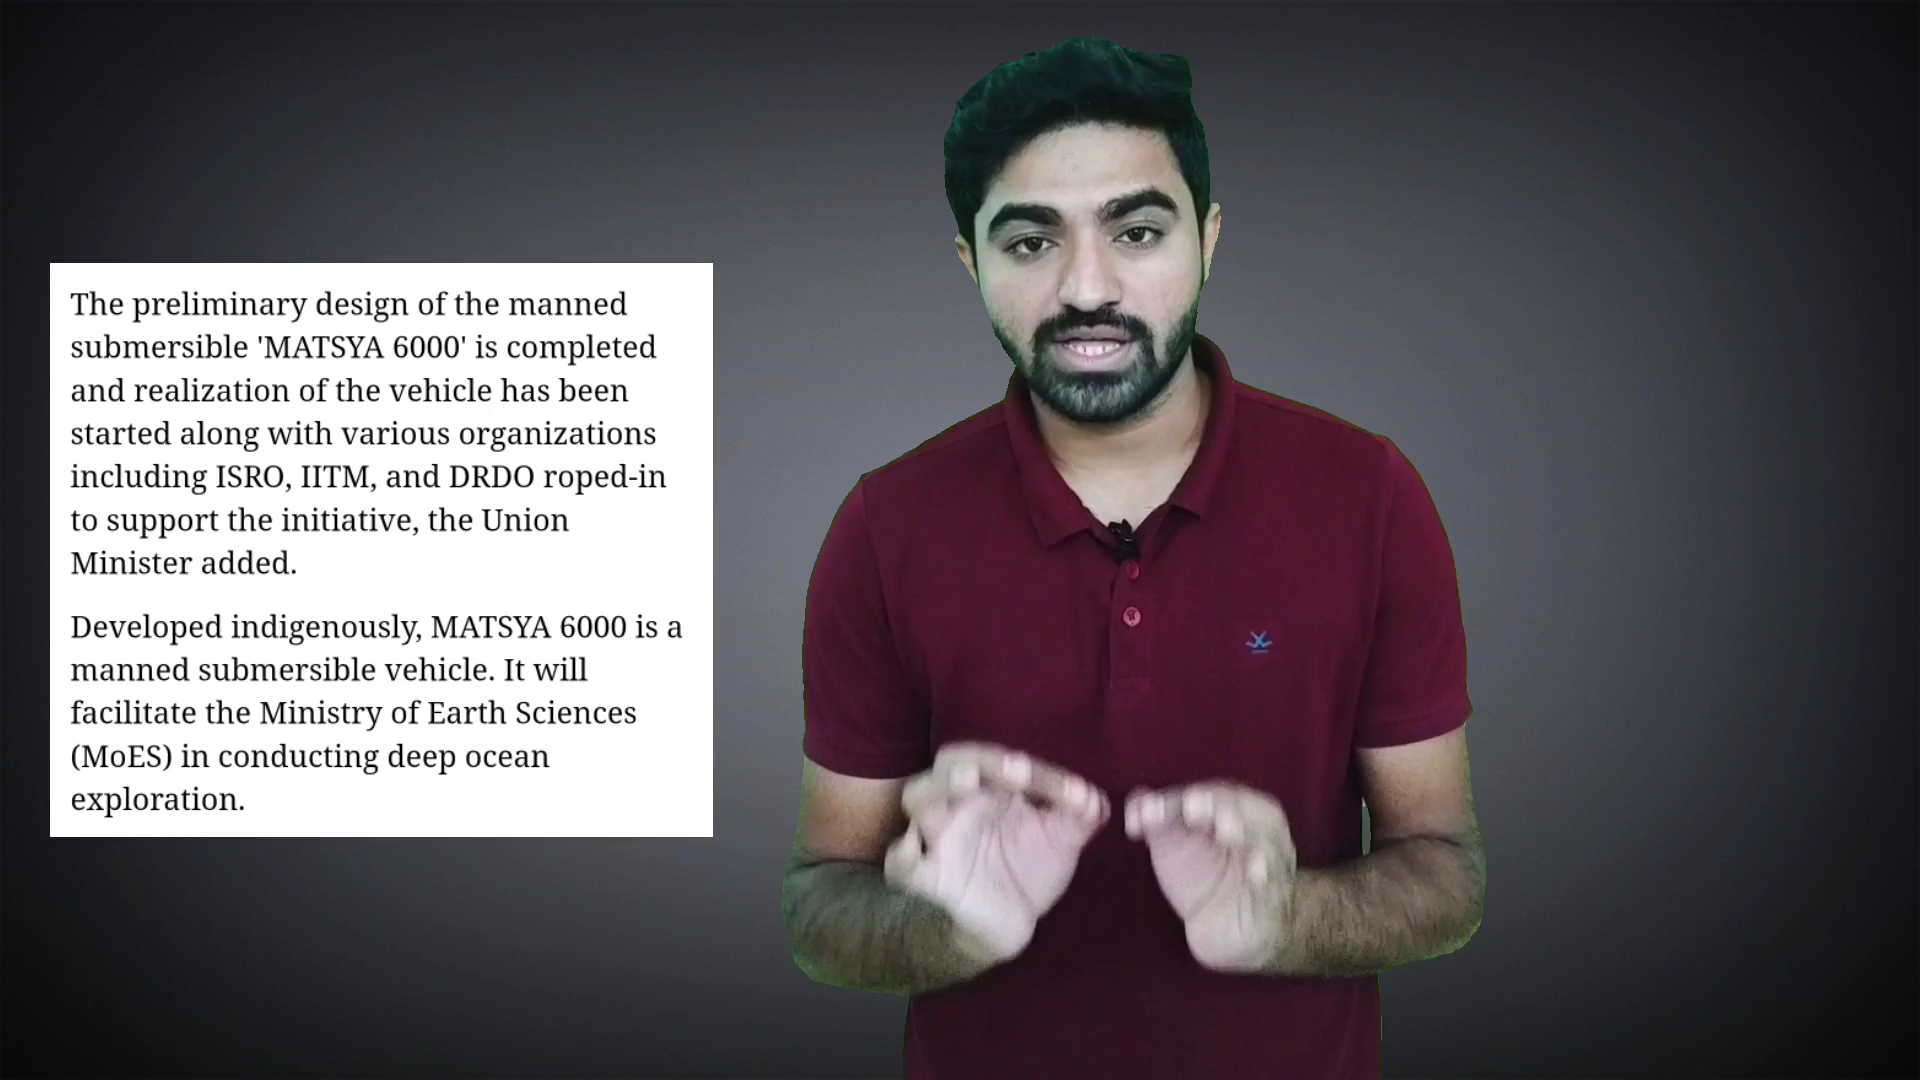 The preliminary design of the manned
submersible 'MATSYA 6000' is completed
and realization of the vehicle has been
started along with various organizations
including ISRO, IITM, and DRDO roped-in
to support the initiative, the Union
Minister added.
Developed indigenously, MATSYA 6000 is a
manned submersible vehicle. It will
facilitate the Ministry of Earth Sciences
(MoES) in conducting deep ocean
exploration.